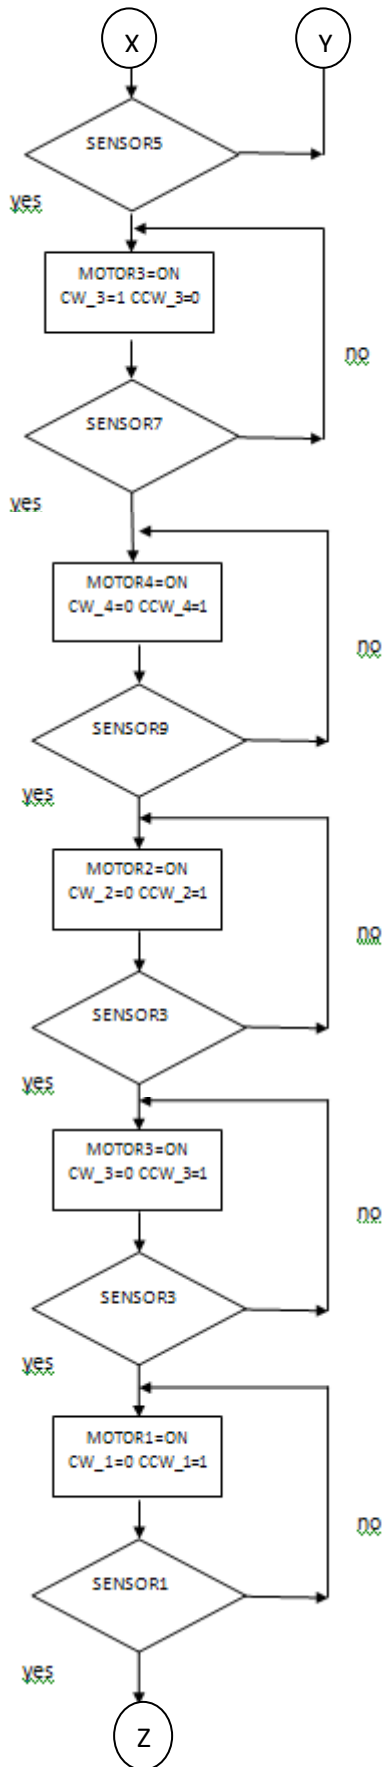 X
Y
SENSOR5
yes
MOTOR3=ON
CW_3=1 CCW_3=0
no
SENSOR7
yes
MOTOR4=ON
CW_4=0 CCW_4=1
no
SENSOR9
yes
MOTOR2=ON
CW_2=0 CCW_2=1
no
SENSOR3
yes
MOTOR3=ON
CW_3=0 CCW_3=1
no
SENSOR3
yes
MOTOR1=ON
CW_1=0 CCW_1=1
no
SENSOR1
yes
Z